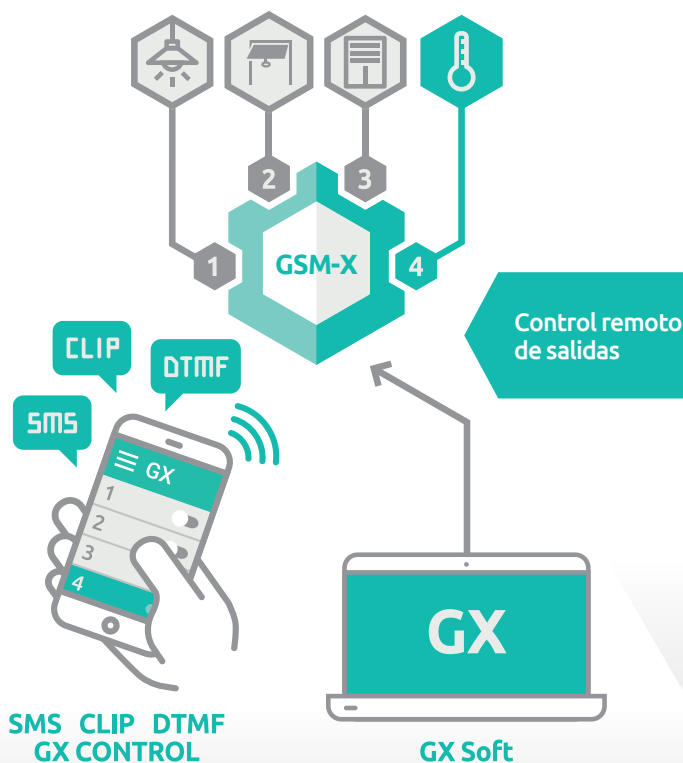 2
3
1
GSM-X
4
Control remoto
de salidas
CLIP
DTMF
SMS
GX
1
2
3
4
GX
SMS CLIP DTMF
GX CONTROL
GX Soft